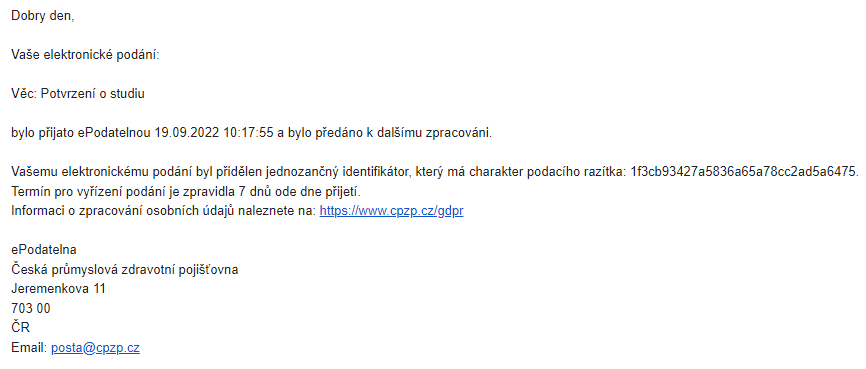 Dobry den,
Vaše elektronické podání:
Věc: Potvrzení o studiu
bylo přijato ePodatelnou 19.09.2022 10:17:55 a bylo předáno k dalšímu zpracováni.
Vašemu elektronickému podání byl přidělen jednozančný identifikátor, který má charakter podacího razítka: 1f3cb93427a5836a65a78cc2ad5a6475.
Termín pro vyřízení podání je zpravidla 7 dnů ode dne přijetí.
Informaci o zpracování osobních údajů naleznete na: https://www.cpzp.cz/gdpr
ePodatelna
Česká průmyslová zdravotní pojišťovna
Jeremenkova 11
703 00
ČR
Email: posta@cpzp.cz